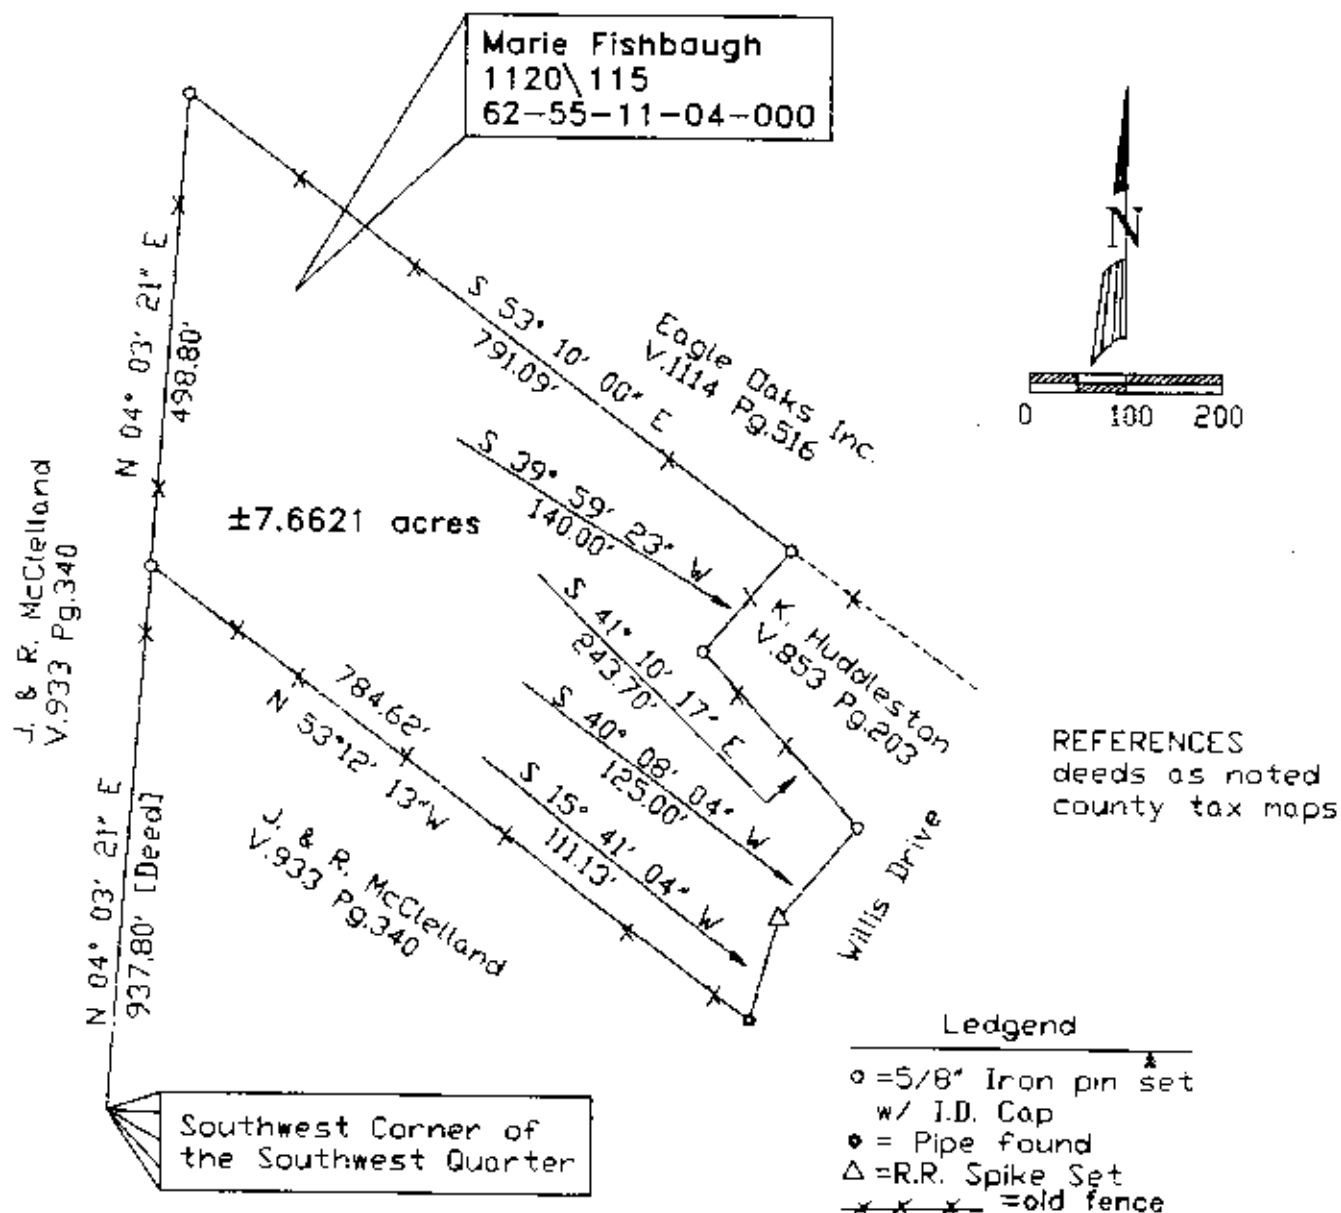 Marie Fishbaugh
1120\115
62-55-11-04-000
N
0 100 200
N 04° 03' 21" E
498.80'
S 53° 10' 00" E
791.09'
Eagle Oaks Inc.
V.1114 Pg.516
S 39° 59' 23" W
140.00'
±7.6621 acres
J. & R. McClelland
V.933 Pg.340
S 41° 10' 17" E
243.70'
K. Huddleston
V.853 Pg.203
784.62'
N 53°12' 13"W
S 40° 08' 04" W
125.00'
S 15° 41' 04" W
111.13'
REFERENCES
deeds as noted
county tax maps
J. & R. McClelland
V.933 Pg.340
Willis Drive
N 04° 03' 21" E
937.80' [Deed]
Southwest Corner of
the Southwest Quarter
Ledgend
=5/8" Iron pin set
w/ I.D. Cap
= Pipe found
=R.R. Spike Set
=old fence